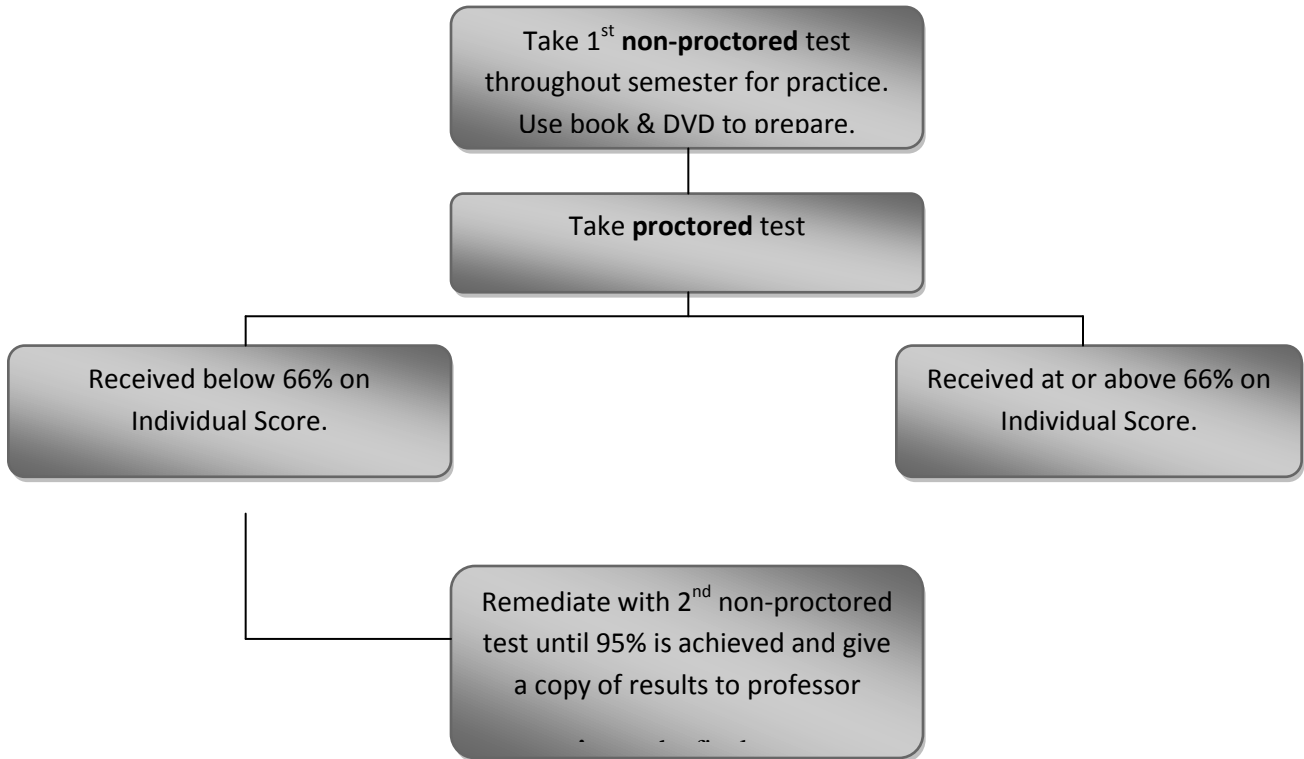 Take 1st non-proctored test
throughout semester for practice.
Use book & DVD to prepare.
Take proctored test
Received below 66% on
Individual Score.
Received at or above 66% on
Individual Score.
Remediate with 2nd non-proctored
test until 95% is achieved and give
a copy of results to professor